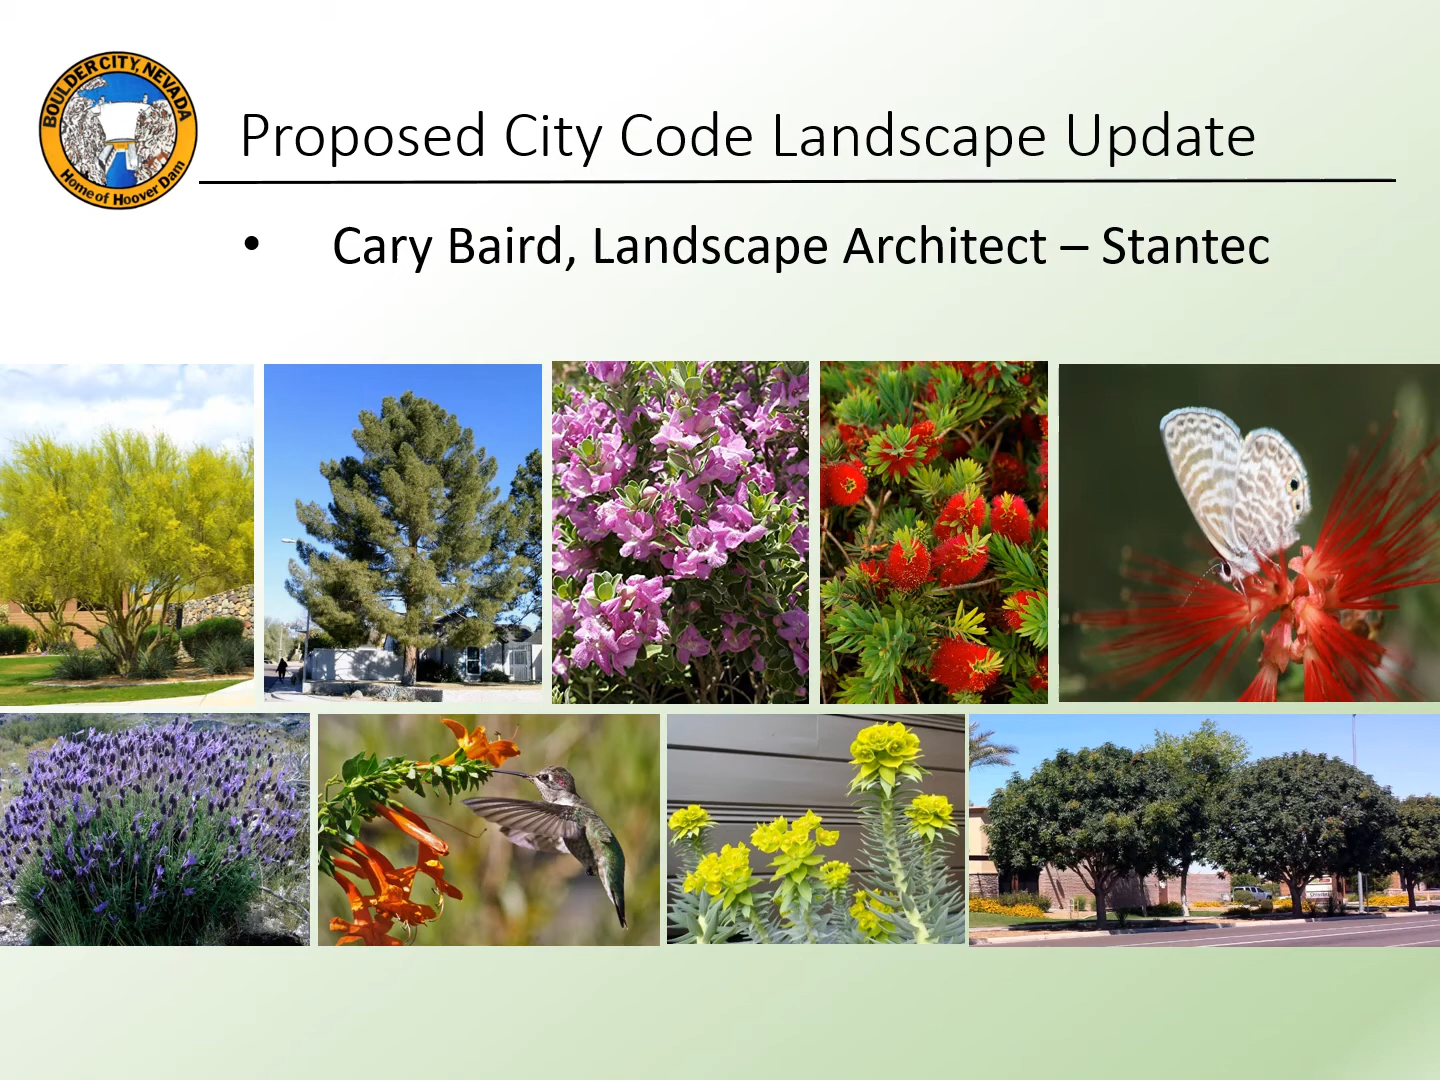 BOULDER CITY, NEVADA
Home of Hoover Dam
Proposed City Code Landscape Update
• Cary Baird, Landscape Architect – Stantec